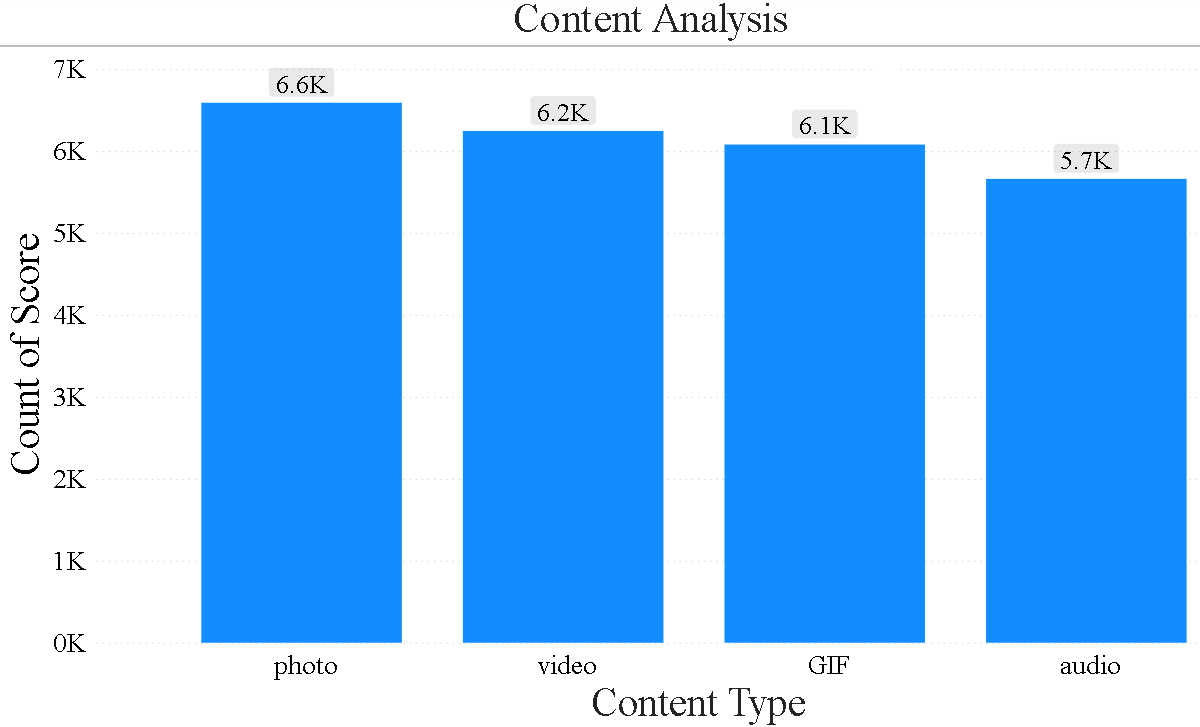 Content Analysis
7K
6K
5K
4K
3K
2K
1K
0K
Count of Score
6.6K
6.2K
6.1K
5.7K
photo
video
GIF
audio
Content Type